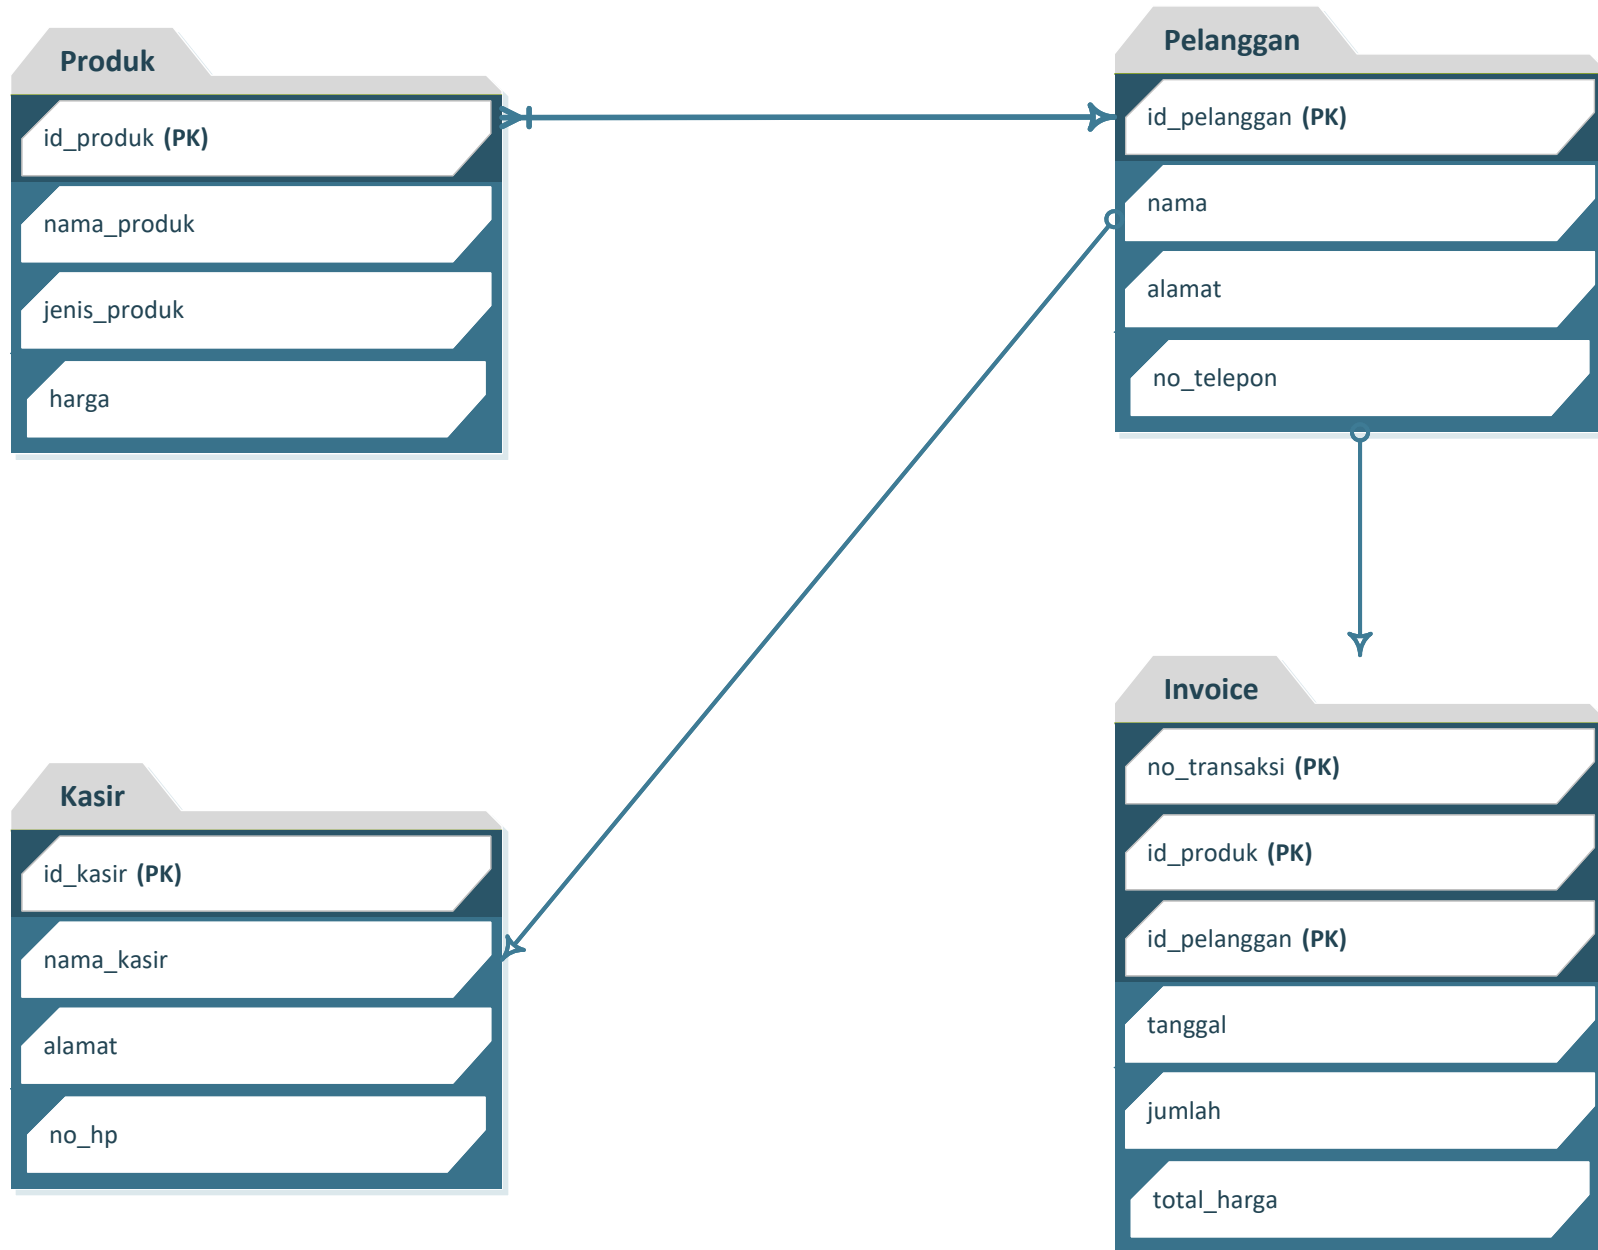 Produk
id_produk (PK)
nama_produk
jenis_produk
harga
Pelanggan
id_pelanggan (PK)
nama
alamat
no_telepon
Kasir
id_kasir (PK)
nama_kasir
alamat
no_hp
Invoice
no_transaksi (PK)
id_produk (PK)
id_pelanggan (PK)
tanggal
jumlah
total_harga